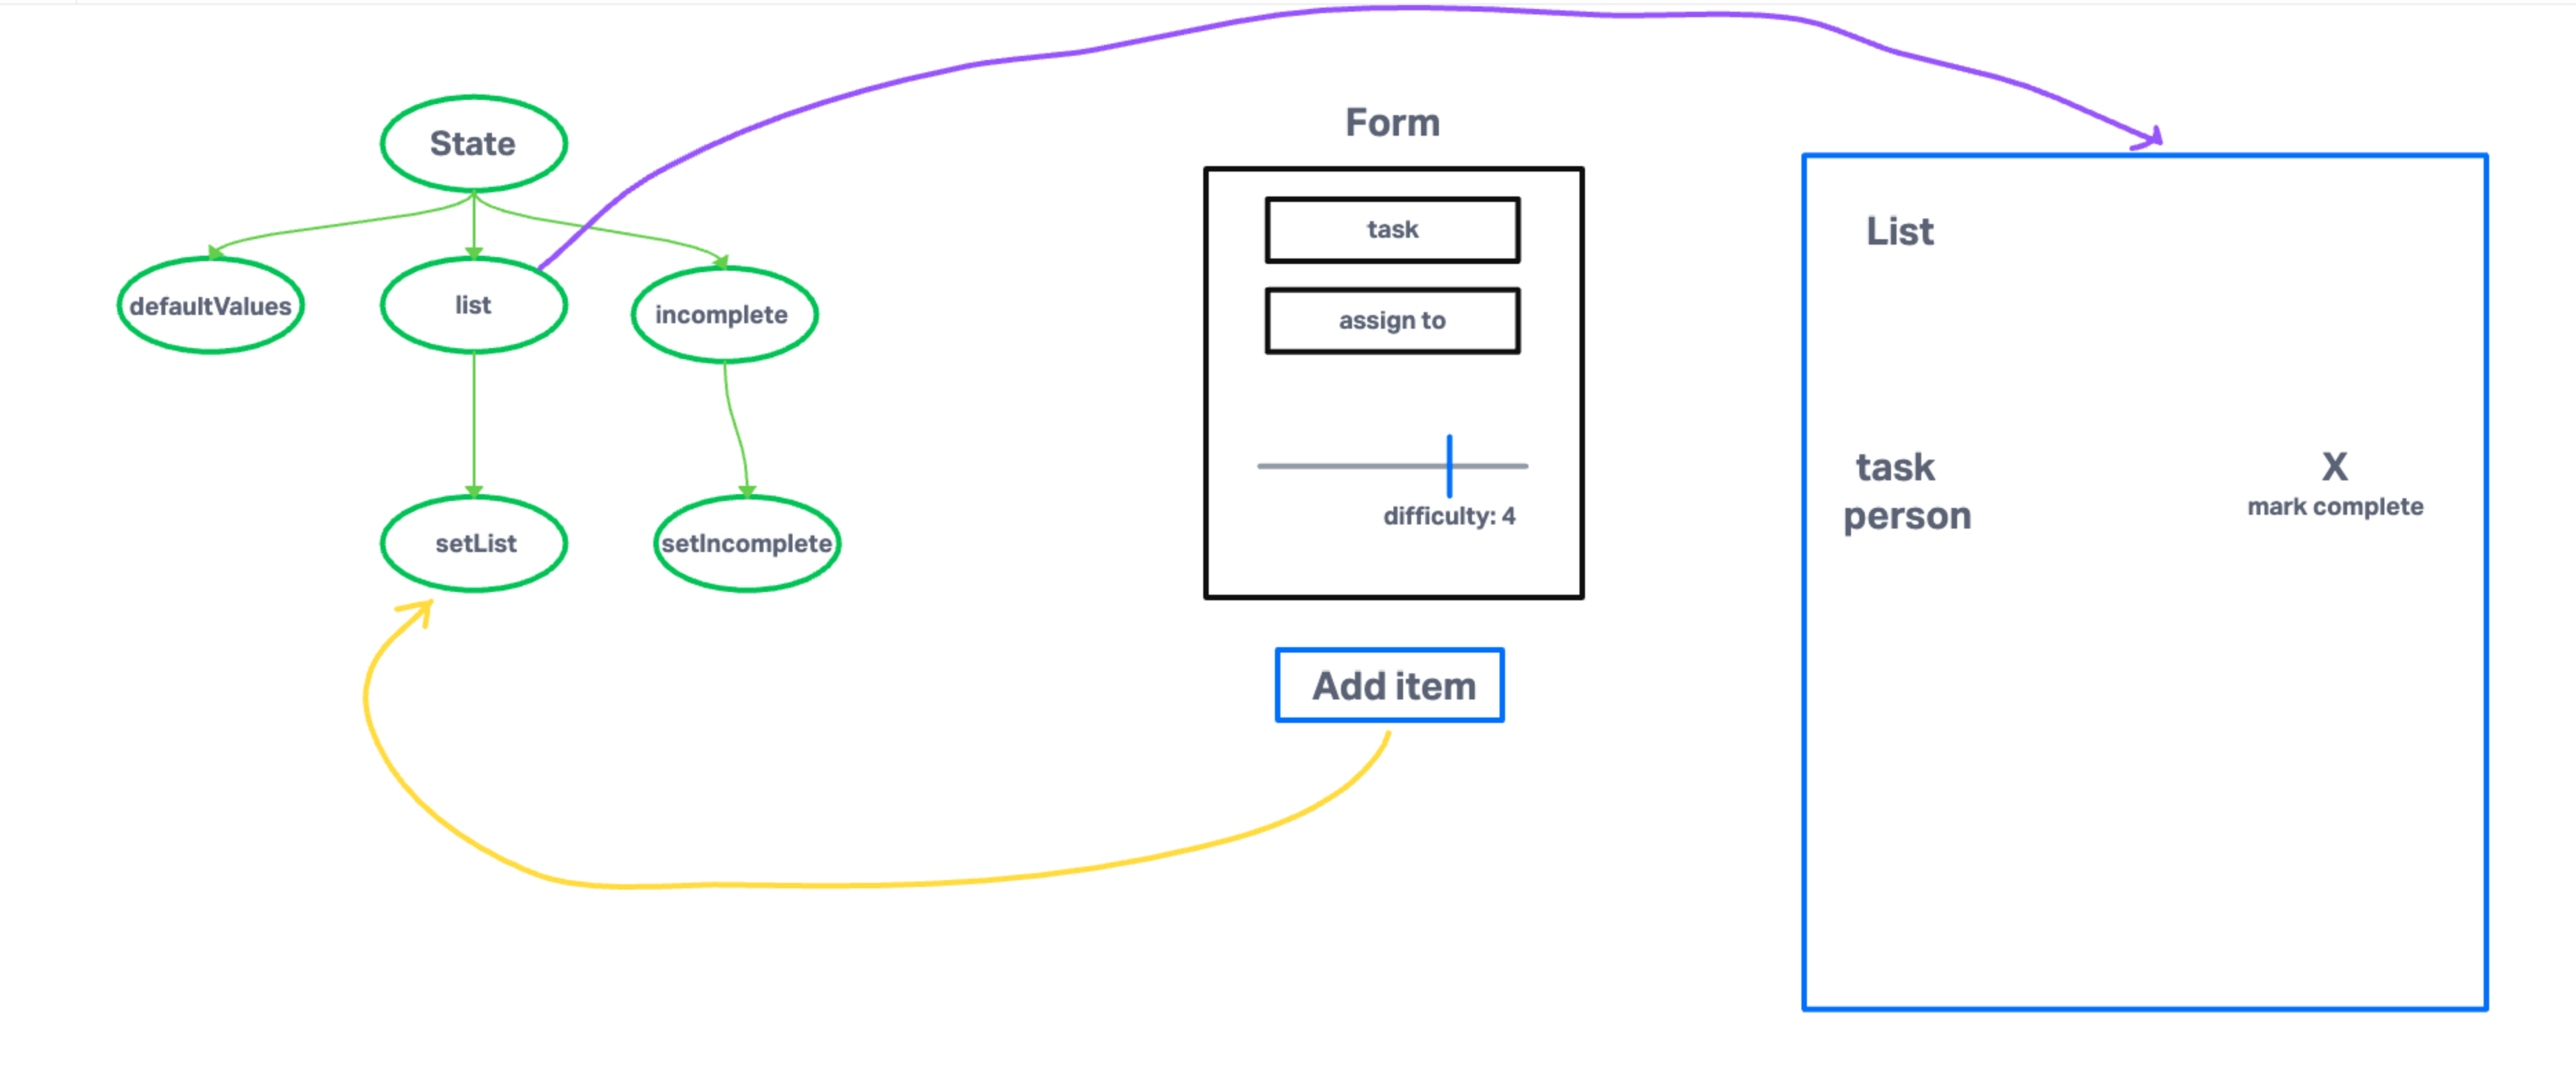 State
defaultValues
list
incomplete
setList
setIncomplete
Form
task
assign to
difficulty: 4
Add item
List
task
person
X
mark complete